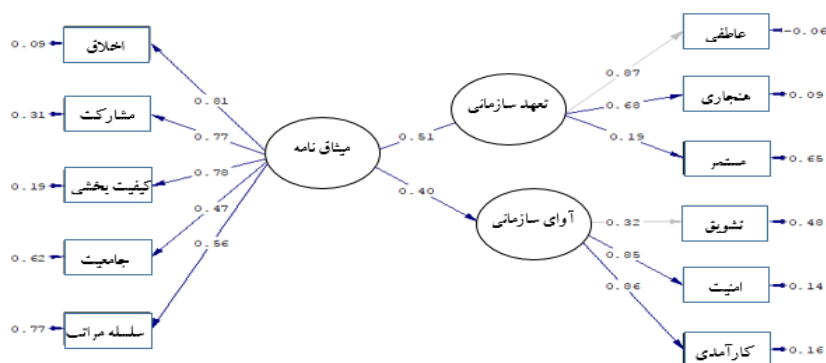 اخلاق
0.09
0.81
مشارکت
0.31
0.77
کیفیت بخشی
0.19
0.78
جامعیت
0.62
0.47
سلسله مراتب
0.77
0.56
میثاق نامه
0.51
0.40
تعهد سازمانی
0.87
0.68
0.19
آوای سازمانی
0.32
0.85
0.86
عاطفی
-0.06
هنجاری
0.09
مستمر
0.65
تشویق
0.48
امنیت
0.14
کارآمدی
0.16